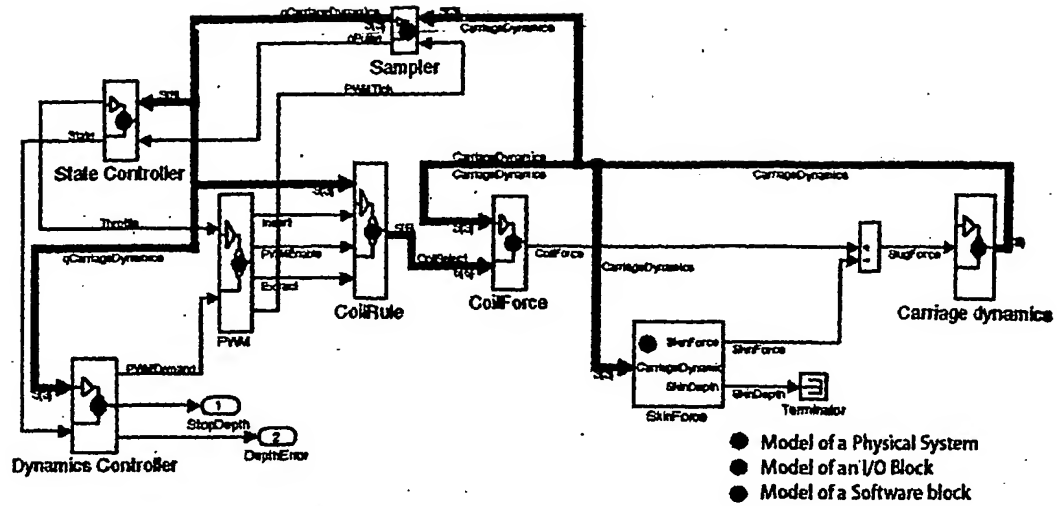 qCarriageDynamics
CarriageDynamics
Sampler
PWMTick
State
State Controller
CarriageDynamics
CarriageDynamics
CarriageDynamics
Throttle
Insert
qCarriageDynamics
PWMEnable
CoilSelect
CoilForce
CarriageDynamics
SlugForce
Extract
CoilRule
CoilForce
Carriage dynamics
PWM
SkinForce
SkinForce
PWMDemand
CarriageDynamic
SkinDepth
SkinDepth
1
StopDepth
SkinForce
Terminator
2
Dynamics Controller
DepthError
Model of a Physical System
Model of an I/O Block
Model of a Software block